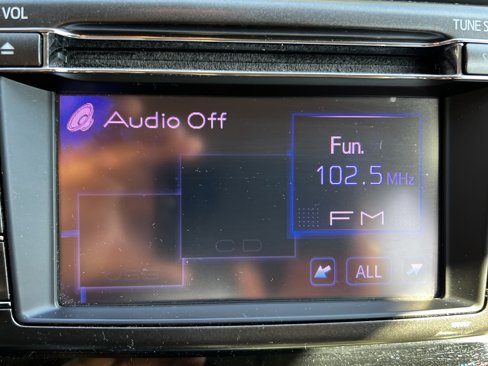 VOL
TUNE
Audio Off
Fun.
102.5 MHz
FM
CD
ALL